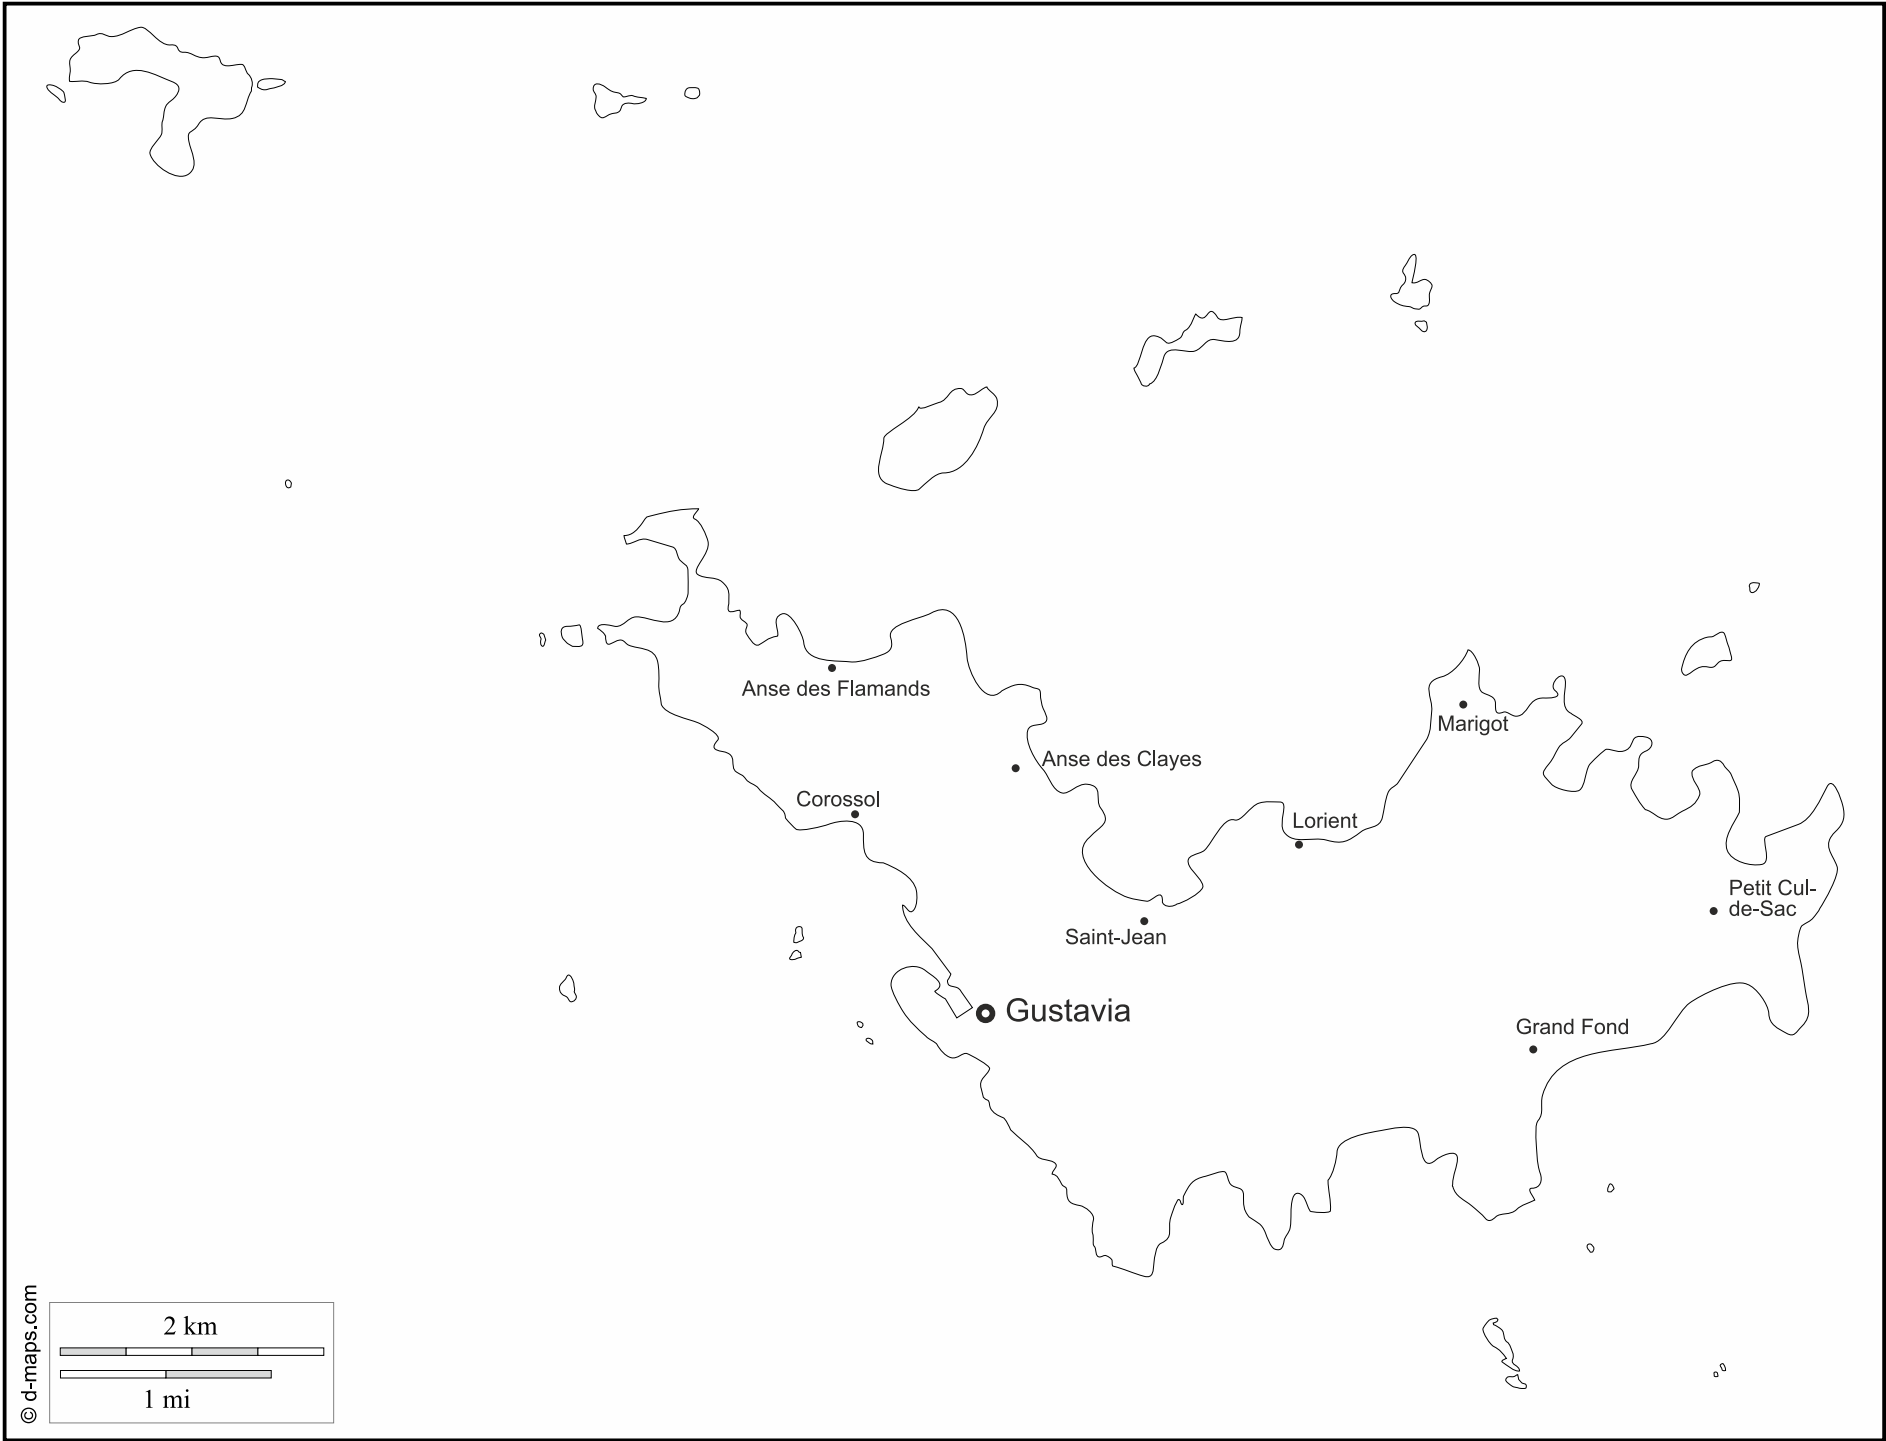 Anse des Flamands
Marigot
Anse des Clayes
Corossol
Lorient
Petit Cul-
de-Sac
Saint-Jean
Gustavia
Grand Fond
2 km
1 mi
© d-maps.com